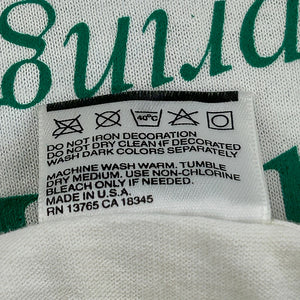 40°C
DO NOT IRON DECORATION
DO NOT DRY CLEAN IF DECORATED
WASH DARK COLORS SEPARATELY
MACHINE WASH WARM. TUMBLE
DRY MEDIUM. USE NON-CHLORINE
BLEACH ONLY IF NEEDED.
MADE IN U.S.A.
RN 13765 CA 18345